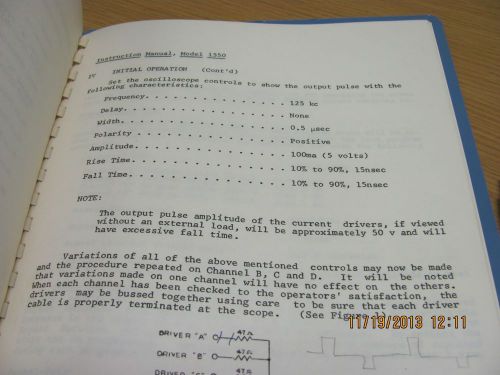 Instruction Manual, Model 1550
IV INITIAL OPERATION (Cont'd)
Set the oscilloscope controls to show the output pulse with the
following characteristics:
Frequency. . . . . . . . . . . . . . . 125 kc
Delay. . . . . . . . . . . . . . . . . None
Width. . . . . . . . . . . . . . . . . 0.5 μsec
Polarity . . . . . . . . . . . . . . . Positive
Amplitude. . . . . . . . . . . . . . . 100ma (5 volts)
Rise Time. . . . . . . . . . . . . . . 10% to 90%, 15nsec
Fall Time. . . . . . . . . . . . . . . 10% to 90%, 15nsec
NOTE:
The output pulse amplitude of the current drivers, if viewed
without an external load, will be approximately 50 v and will
have excessive fall time.
Variations of all of the above mentioned controls may now be made
and the procedure repeated on Channel B, C and D. It will be noted
that variations made on one channel will have no effect on the others.
When each channel has been checked to the operators' satisfaction, the
drivers may be bussed together using care to be sure that each driver
cable is properly terminated at the scope. (See Figure 1)
11/19/2013 12:11
DRIVER "A" 47Ω
DRIVER "B" 47Ω
DRIVER "C" 47Ω